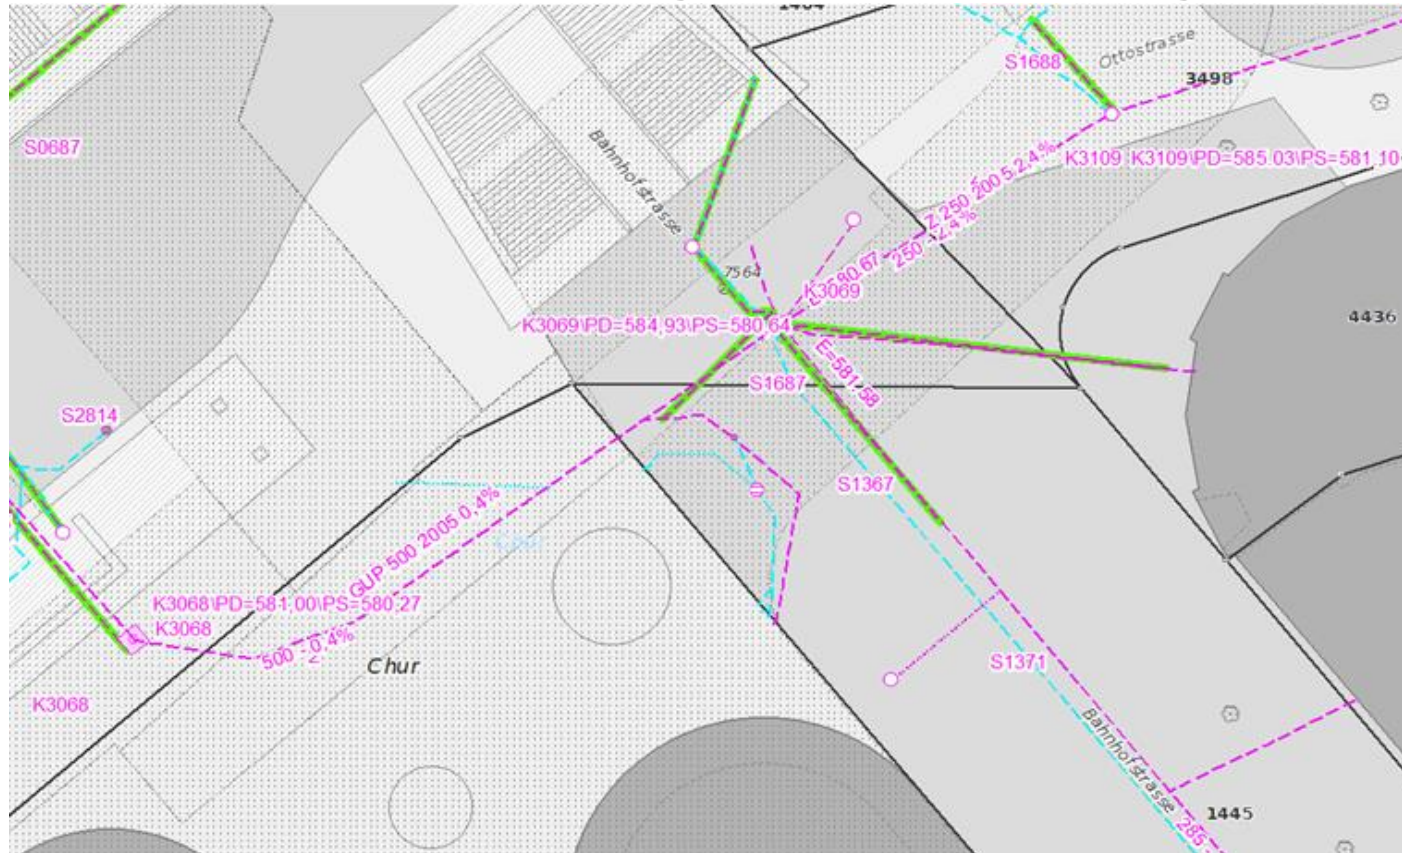 1464
S1688
Ottostrasse
3498
S0687
Bahnhofstrasse
K3109 K3109\PD=585.03\PS=581,10
Z 250 200 5 2,4%
250 -2,4%
7564
580.67
K3069
K3069\PD=584,93\PS=580,64
4436
E=581,58
S1687
S2814
S1367
GUP 500 2005 0,4%
K3068\PD=581,00\PS=580,27
K3068
500 -0,4%
Z
Chur
S1371
K3068
Bahnhofstrasse
1445
285